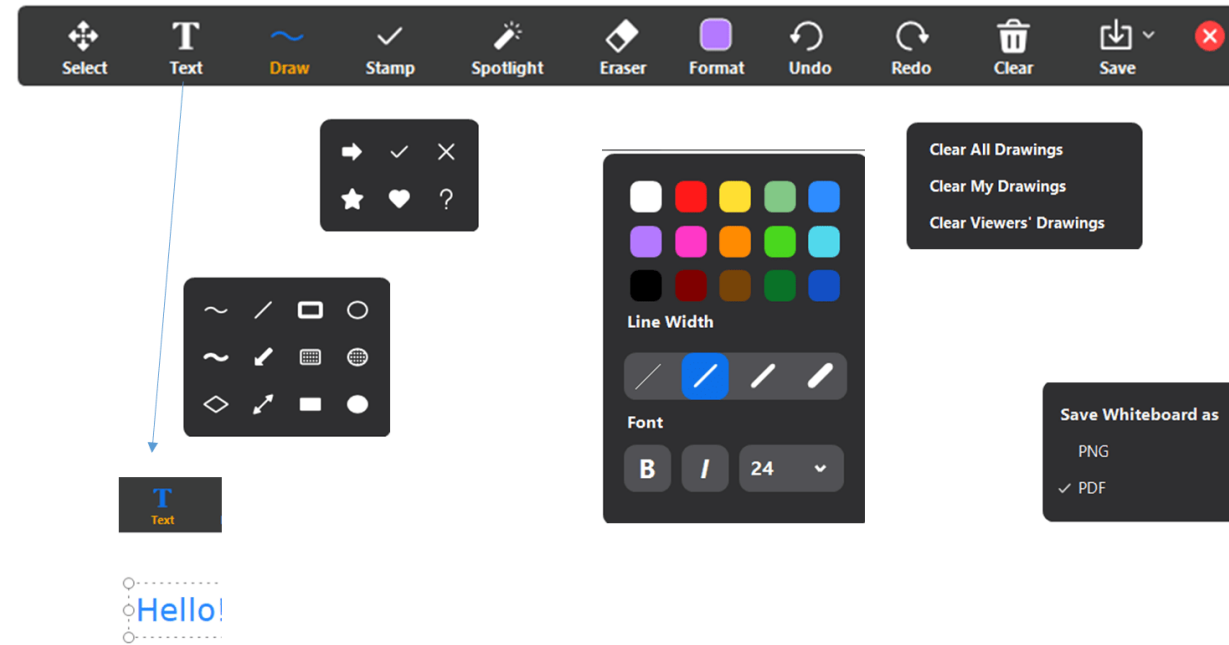 Select Text Draw Stamp Spotlight Eraser Format Undo Redo Clear Save
Clear All Drawings
Clear My Drawings
Clear Viewers' Drawings
Line Width
Font
B I 24
Save Whiteboard as
PNG
PDF
T
Text
Hello!